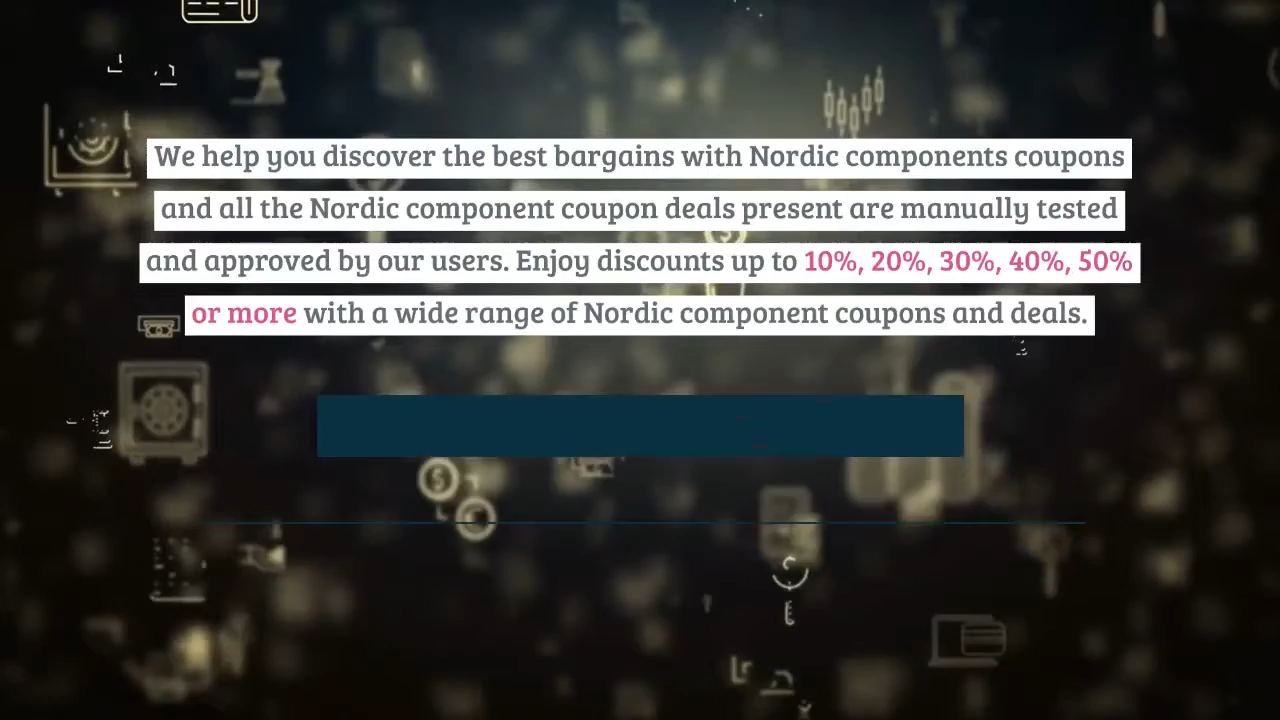 We help you discover the best bargains with Nordic components coupons
and all the Nordic component coupon deals present are manually tested
and approved by our users. Enjoy discounts up to 10%, 20%, 30%, 40%, 50%
or more with a wide range of Nordic component coupons and deals.